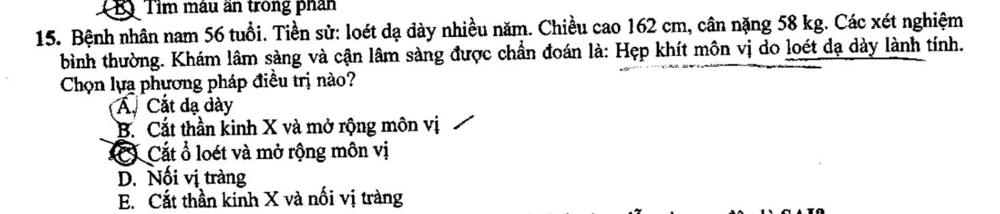 B. Tìm máu ẩn trong phân
15. Bệnh nhân nam 56 tuổi. Tiền sử: loét dạ dày nhiều năm. Chiều cao 162 cm, cân nặng 58 kg. Các xét nghiệm
bình thường. Khám lâm sàng và cận lâm sàng được chẩn đoán là: Hẹp khít môn vị do loét dạ dày lành tính.
Chọn lựa phương pháp điều trị nào?
A. Cắt dạ dày
B. Cắt thần kinh X và mở rộng môn vị
C. Cắt ổ loét và mở rộng môn vị
D. Nối vị tràng
E. Cắt thần kinh X và nối vị tràng